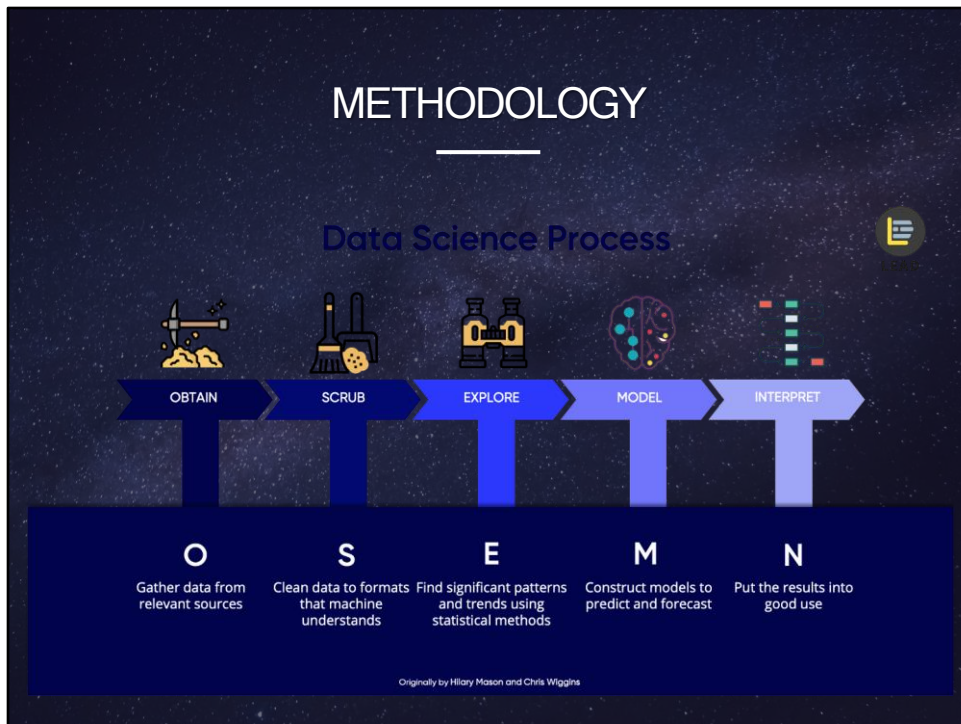 METHODOLOGY
Data Science Process
OBTAIN
SCRUB
EXPLORE
MODEL
INTERPRET
O
Gather data from
relevant sources
S
Clean data to formats
that machine
understands
E
Find significant patterns
and trends using
statistical methods
M
Construct models to
predict and forecast
N
Put the results into
good use
Originally by Hilary Mason and Chris Wiggins